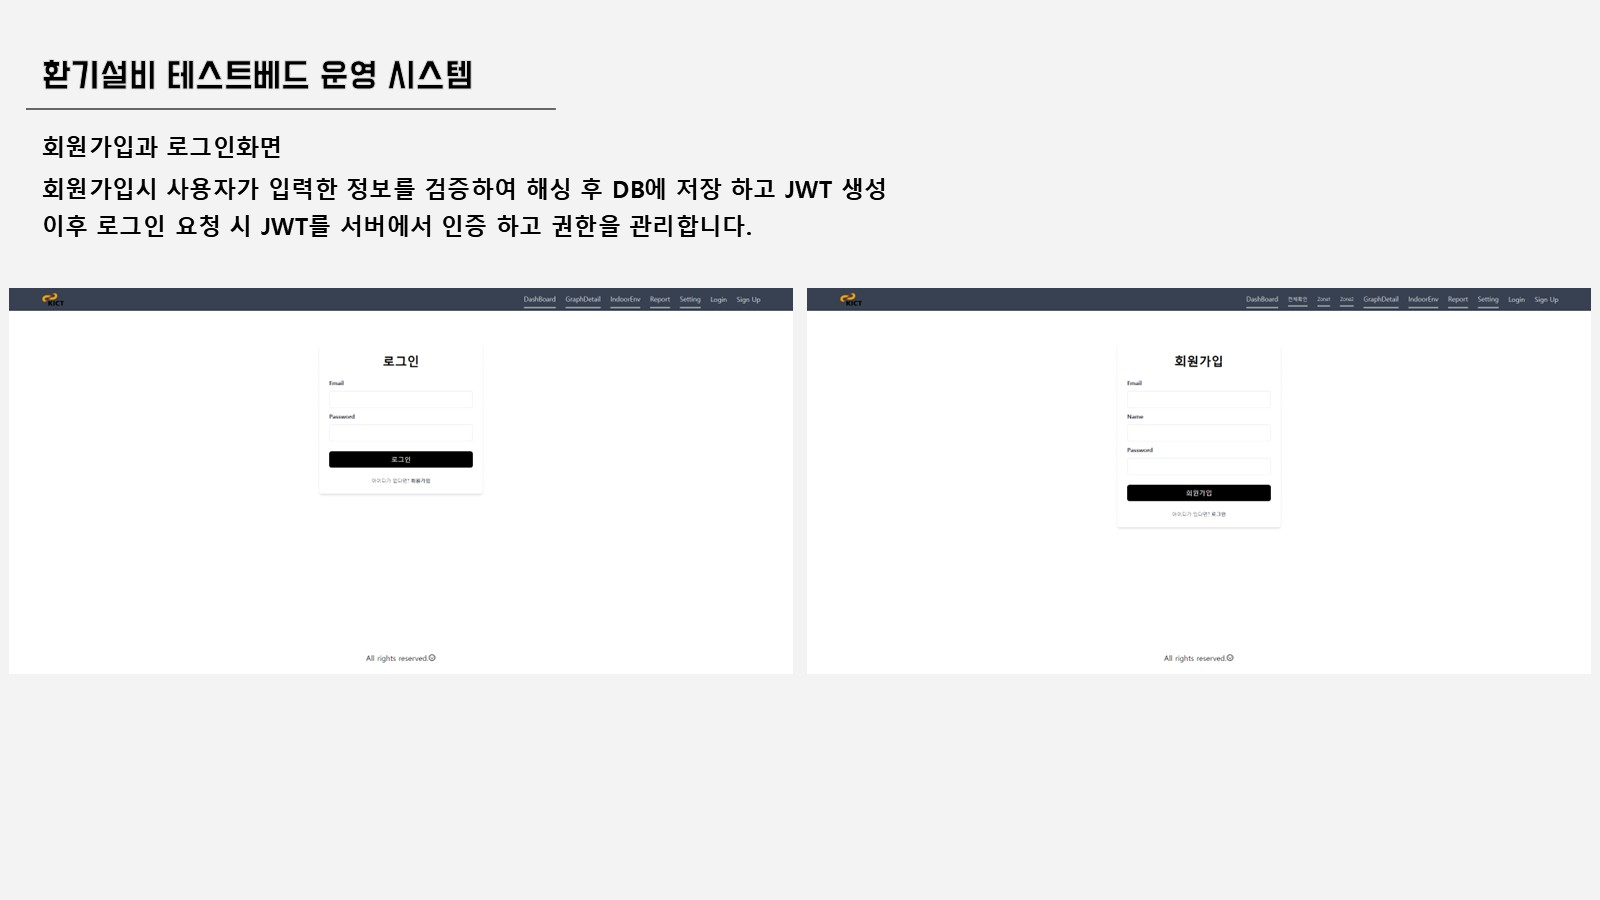 환기설비 테스트베드 운영 시스템
회원가입과 로그인화면
회원가입시 사용자가 입력한 정보를 검증하여 해싱 후 DB에 저장 하고 JWT 생성
이후 로그인 요청 시 JWT를 서버에서 인증 하고 권한을 관리합니다.
KICT DashBoard GraphDetail IndoorEnv Report Setting Login Sign Up
로그인
Email
Password
로그인
아이디가 없다면? 회원가입
All rights reserved.
KICT DashBoard 전체확인 Zone1 Zone2 GraphDetail IndoorEnv Report Setting Login Sign Up
회원가입
Email
Name
Password
회원가입
아이디가 있다면? 로그인
All rights reserved.